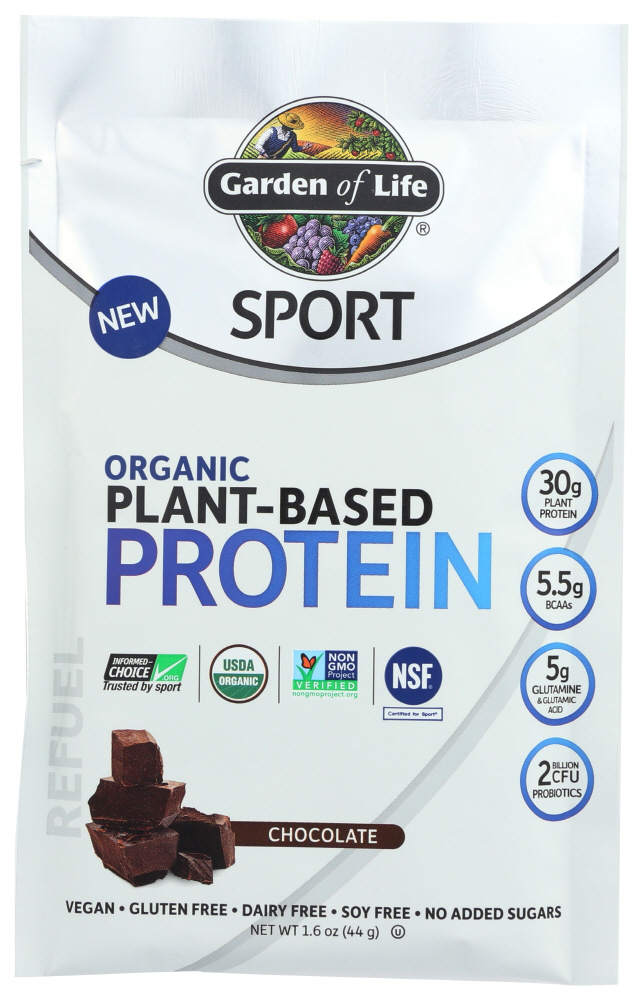 Garden of Life
®
SPORT
NEW
ORGANIC
PLANT-BASED
PROTEIN
30g
PLANT
PROTEIN
5.5g
BCAAs
5g
GLUTAMINE
& GLUTAMIC
ACID
2 BILLION
CFU
PROBIOTICS
INFORMED-
CHOICE .ORG
Trusted by sport
USDA
ORGANIC
NON
GMO
Project
VERIFIED
nongmoproject.org
NSF®
Certified for Sport®
REFUEL
CHOCOLATE
VEGAN • GLUTEN FREE • DAIRY FREE • SOY FREE • NO ADDED SUGARS
NET WT 1.6 oz (44 g) U